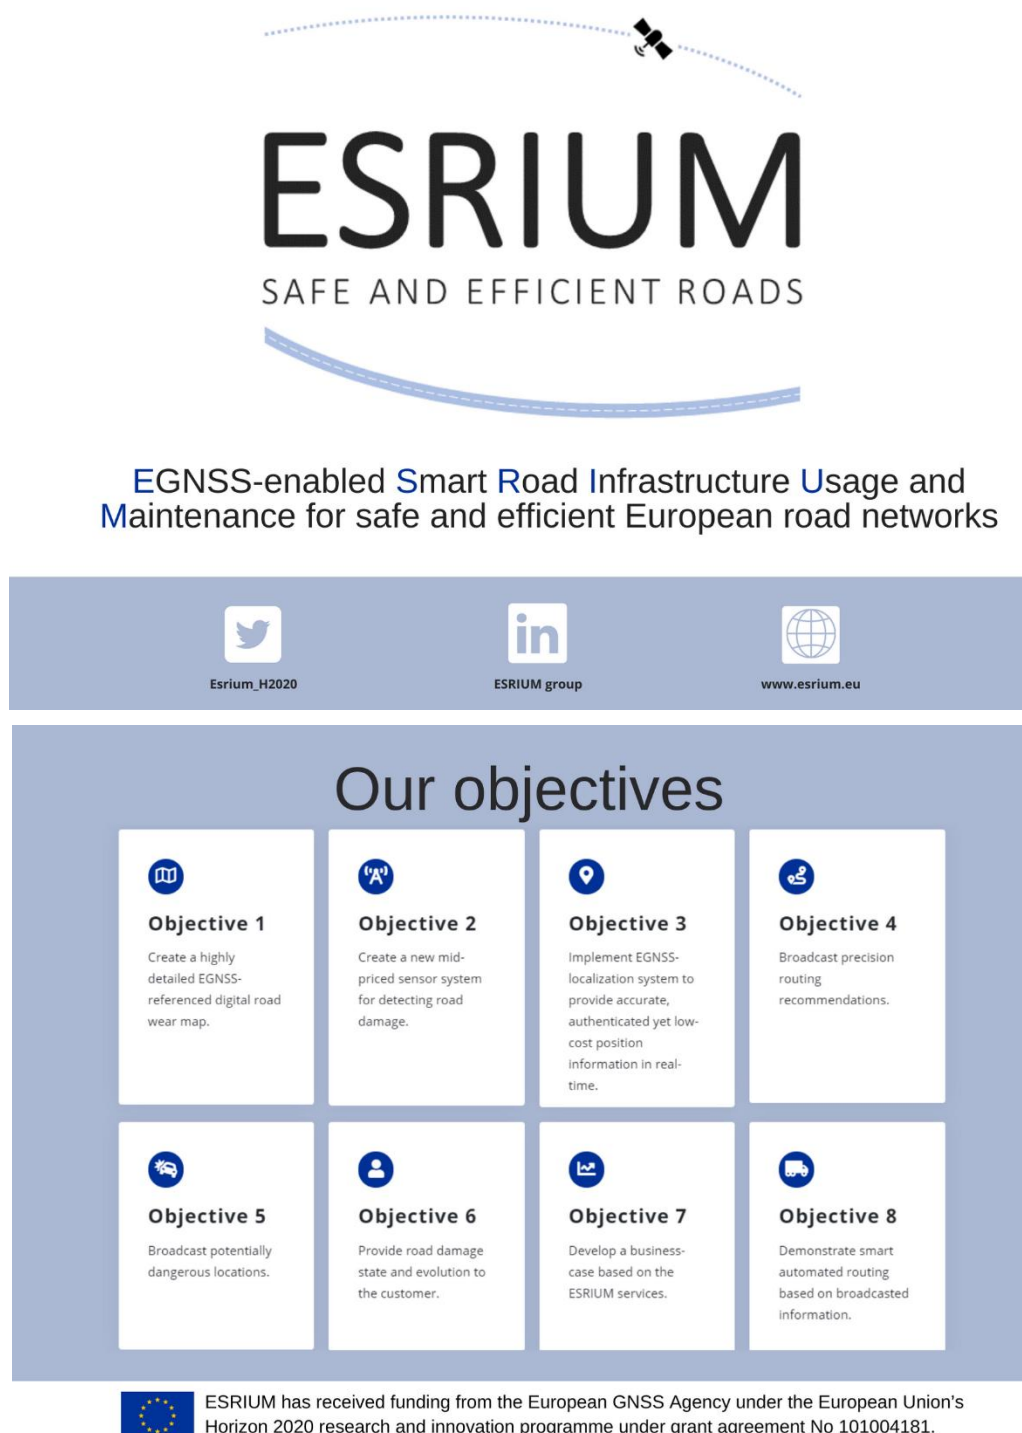 ESRIUM
SAFE AND EFFICIENT ROADS
EGNSS-enabled Smart Road Infrastructure Usage and
Maintenance for safe and efficient European road networks
in
Esrium_H2020
ESRIUM group
www.esrium.eu
Our objectives
Objective 1
Create a highly
detailed EGNSS-
referenced digital road
wear map.
Objective 2
Create a new mid-
priced sensor system
for detecting road
damage.
Objective 3
Implement EGNSS-
localization system to
provide accurate,
authenticated yet low-
cost position
information in real-
time.
Objective 4
Broadcast precision
routing
recommendations.
Objective 5
Broadcast potentially
dangerous locations.
Objective 6
Provide road damage
state and evolution to
the customer.
Objective 7
Develop a business-
case based on the
ESRIUM services.
Objective 8
Demonstrate smart
automated routing
based on broadcasted
information.
ESRIUM has received funding from the European GNSS Agency under the European Union's
Horizon 2020 research and innovation programme under grant agreement No 101004181.